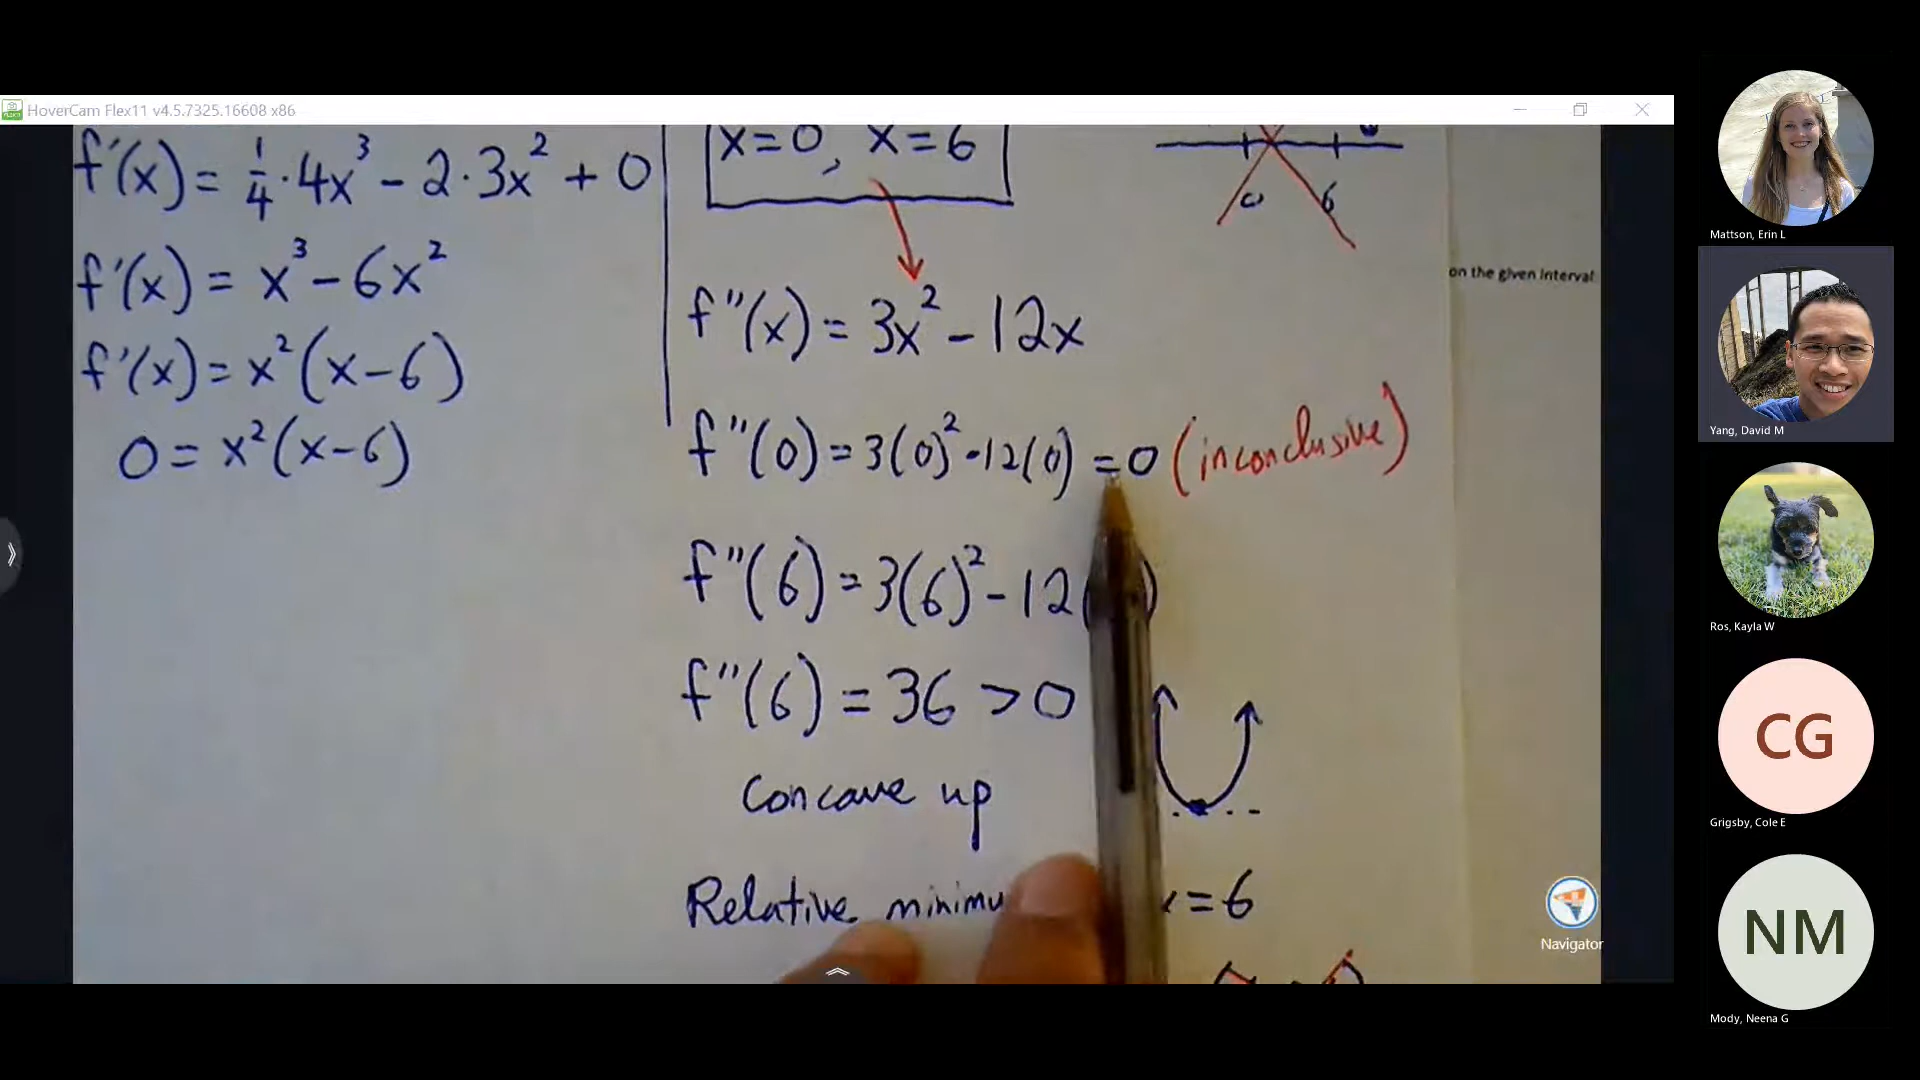 HoverCam Flex11 v4.5.7325.16608 x86
f'(x) = 1/4·4x³ - 2·3x² + 0
f'(x) = x³ - 6x²
f'(x) = x²(x-6)
0 = x²(x-6)
x=0, x=6
f''(x) = 3x² - 12x
f''(0) = 3(0)² - 12(0) = 0 (inconclusive)
f''(6) = 3(6)² - 12( )
f''(6) = 36 > 0
Concave up
Relative x=6
0 6
on the given interval
Navigator
Mattson, Erin L
Yang, David M
Ros, Kayla W
CG
Grigsby, Cole E
NM
Mody, Neena G